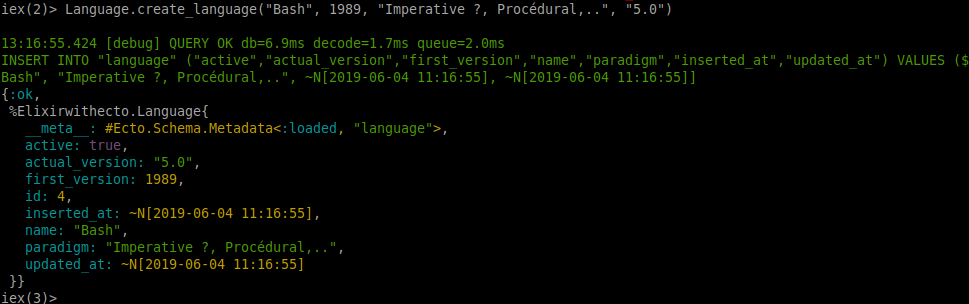 iex(2)> Language.create_language("Bash", 1989, "Imperative ?, Procédural,..", "5.0")
13:16:55.424 [debug] QUERY OK db=6.9ms decode=1.7ms queue=2.0ms
INSERT INTO "language" ("active","actual_version","first_version","name","paradigm","inserted_at","updated_at") VALUES ($
Bash", "Imperative ?, Procédural,..", ~N[2019-06-04 11:16:55], ~N[2019-06-04 11:16:55]]
{:ok,
 %Elixirwithecto.Language{
   __meta__: #Ecto.Schema.Metadata<:loaded, "language">,
   active: true,
   actual_version: "5.0",
   first_version: 1989,
   id: 4,
   inserted_at: ~N[2019-06-04 11:16:55],
   name: "Bash",
   paradigm: "Imperative ?, Procédural,..",
   updated_at: ~N[2019-06-04 11:16:55]
 }}
iex(3)>